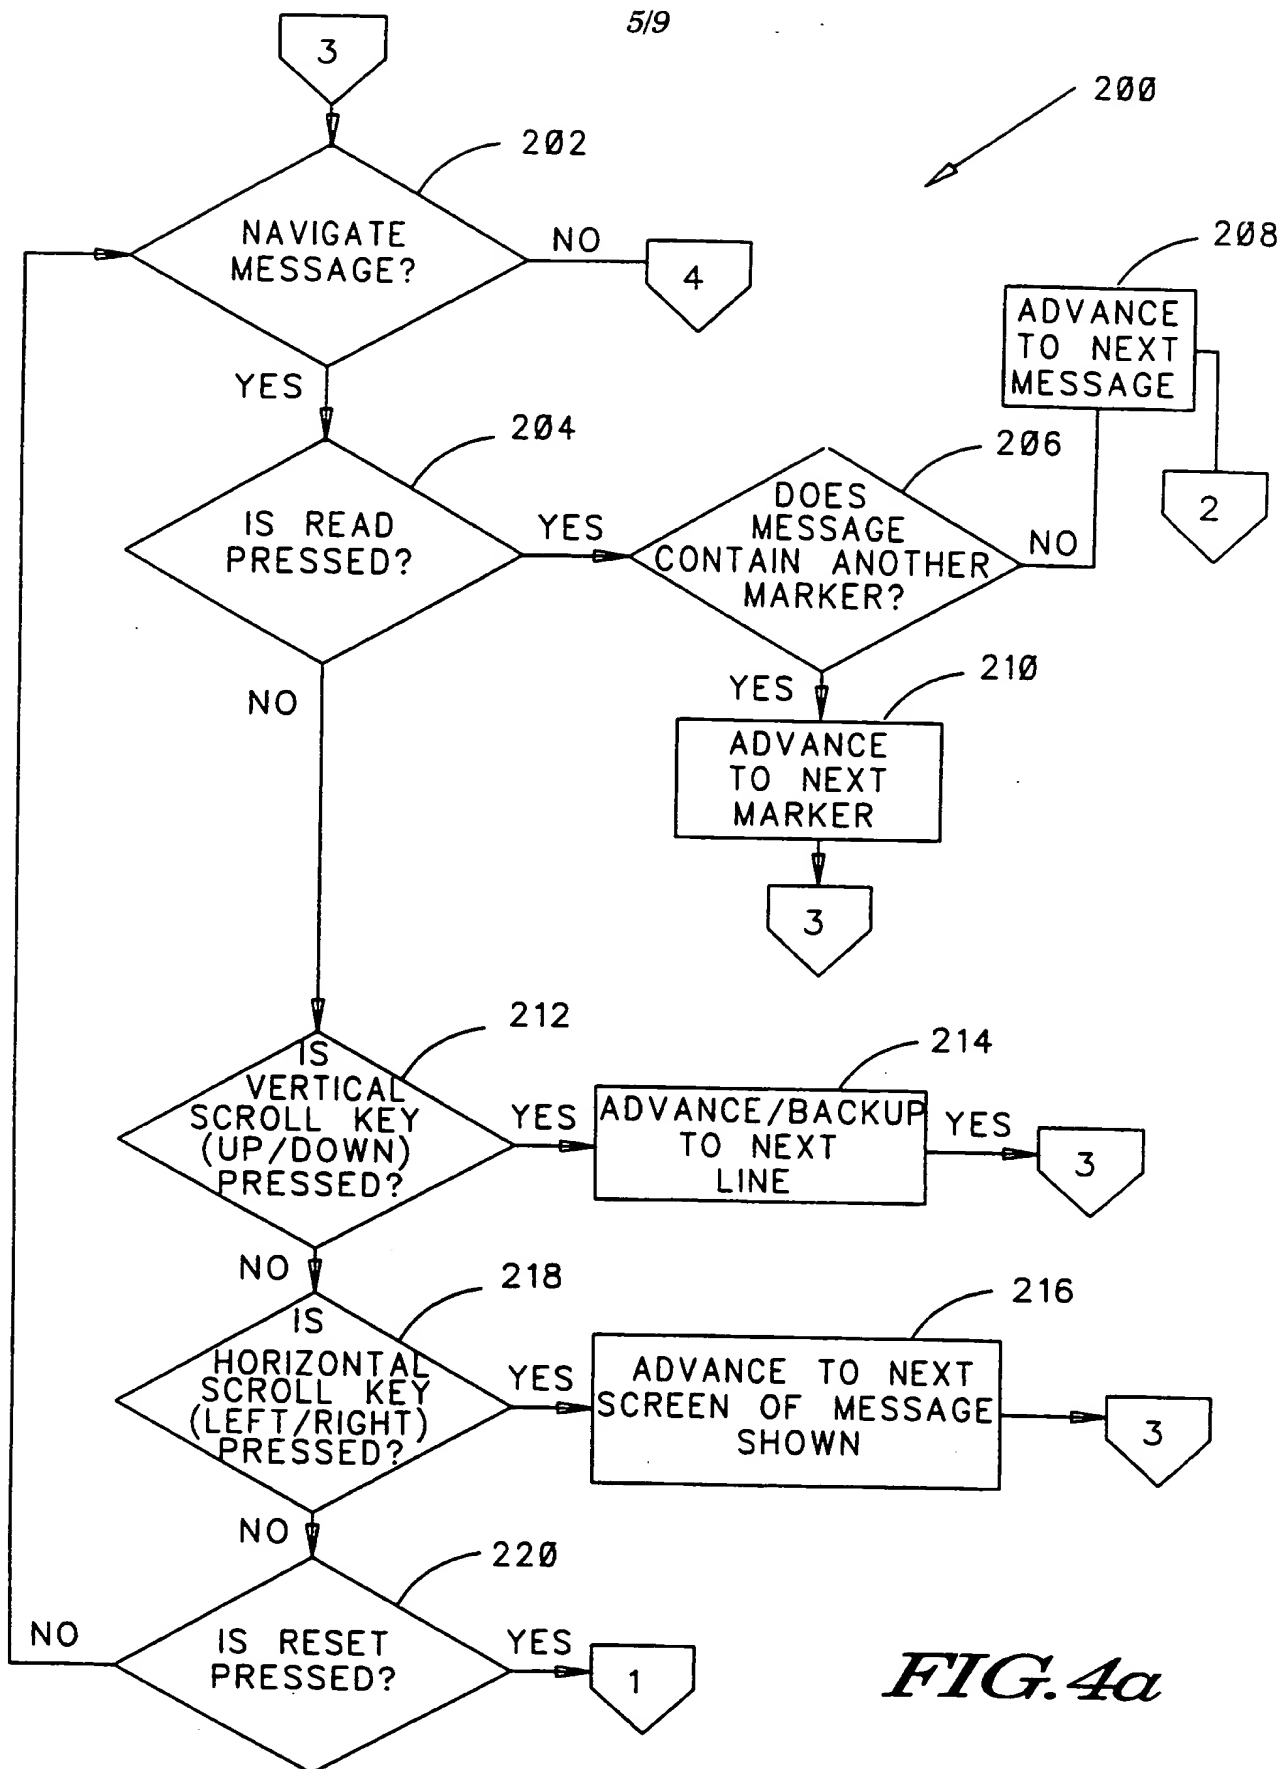 5/9
3
200
202
NAVIGATE
MESSAGE?
NO
4
YES
208
ADVANCE
TO NEXT
MESSAGE
2
204
IS READ
PRESSED?
YES
206
DOES
MESSAGE
CONTAIN ANOTHER
MARKER?
NO
YES
210
ADVANCE
TO NEXT
MARKER
3
NO
212
IS
VERTICAL
SCROLL KEY
(UP/DOWN)
PRESSED?
YES
214
ADVANCE/BACKUP
TO NEXT
LINE
YES
3
NO
218
IS
HORIZONTAL
SCROLL KEY
(LEFT/RIGHT)
PRESSED?
YES
216
ADVANCE TO NEXT
SCREEN OF MESSAGE
SHOWN
3
NO
220
IS RESET
PRESSED?
NO
YES
1
FIG.4a